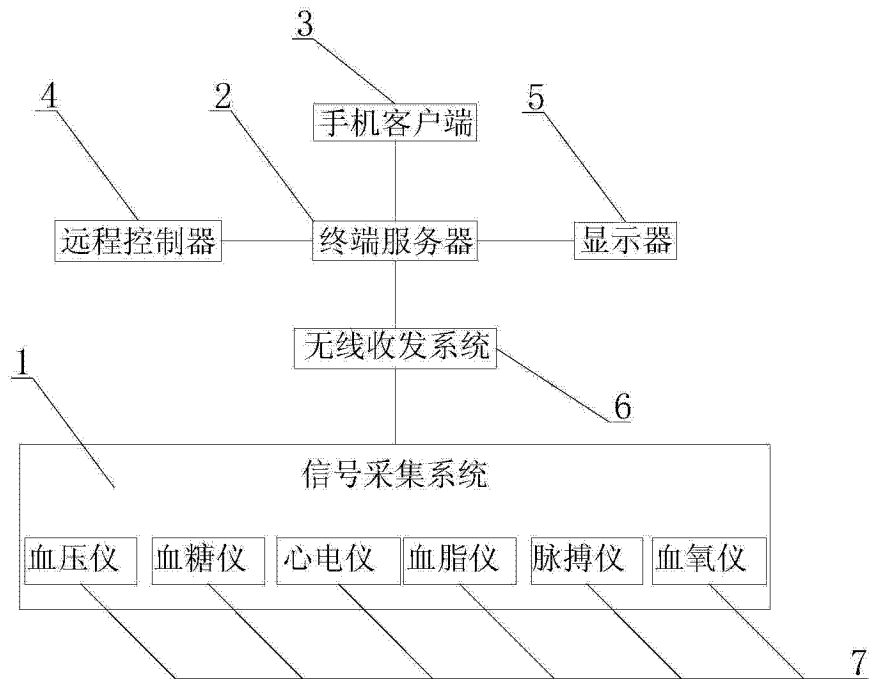 3
手机客户端
4
2
5
远程控制器
终端服务器
显示器
无线收发系统
1
6
信号采集系统
血压仪
血糖仪
心电仪
血脂仪
脉搏仪
血氧仪
7